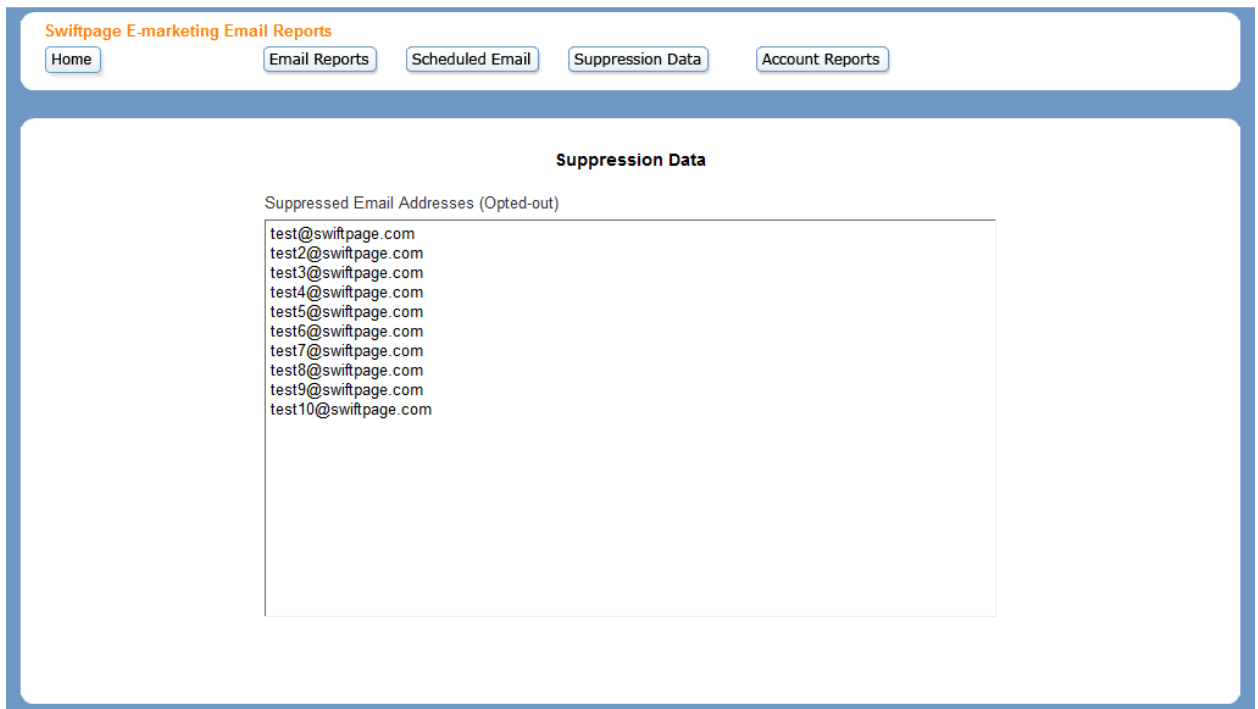 Swiftpage E-marketing Email Reports
Home Email Reports Scheduled Email Suppression Data Account Reports
Suppression Data
Suppressed Email Addresses (Opted-out)
test@swiftpage.com
test2@swiftpage.com
test3@swiftpage.com
test4@swiftpage.com
test5@swiftpage.com
test6@swiftpage.com
test7@swiftpage.com
test8@swiftpage.com
test9@swiftpage.com
test10@swiftpage.com